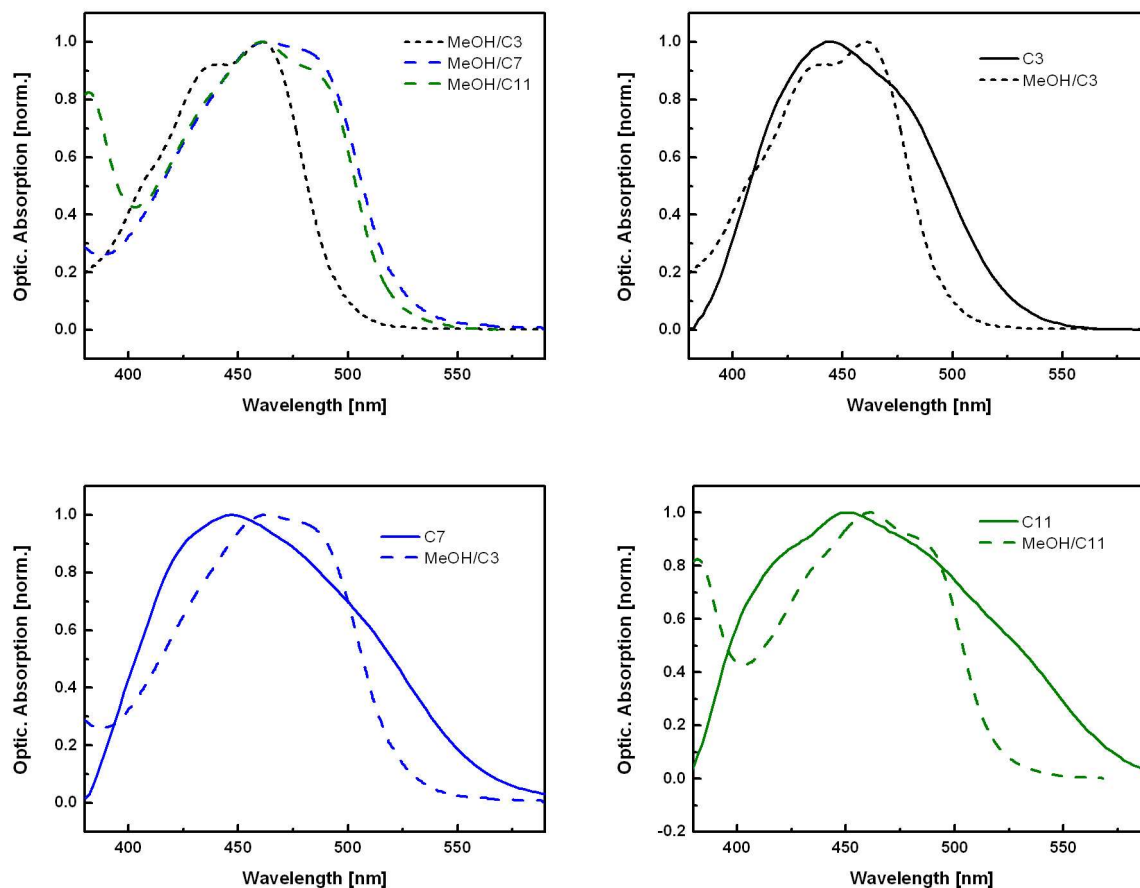 Optic. Absorption [norm.]
1.0
0.8
0.6
0.4
0.2
0.0
MeOH/C3
MeOH/C7
MeOH/C11
400 450 500 550
Wavelength [nm]
Optic. Absorption [norm.]
1.0
0.8
0.6
0.4
0.2
0.0
C3
MeOH/C3
400 450 500 550
Wavelength [nm]
Optic. Absorption [norm.]
1.0
0.8
0.6
0.4
0.2
0.0
C7
MeOH/C3
400 450 500 550
Wavelength [nm]
Optic. Absorption [norm.]
1.0
0.8
0.6
0.4
0.2
0.0
-0.2
C11
MeOH/C11
400 450 500 550
Wavelength [nm]